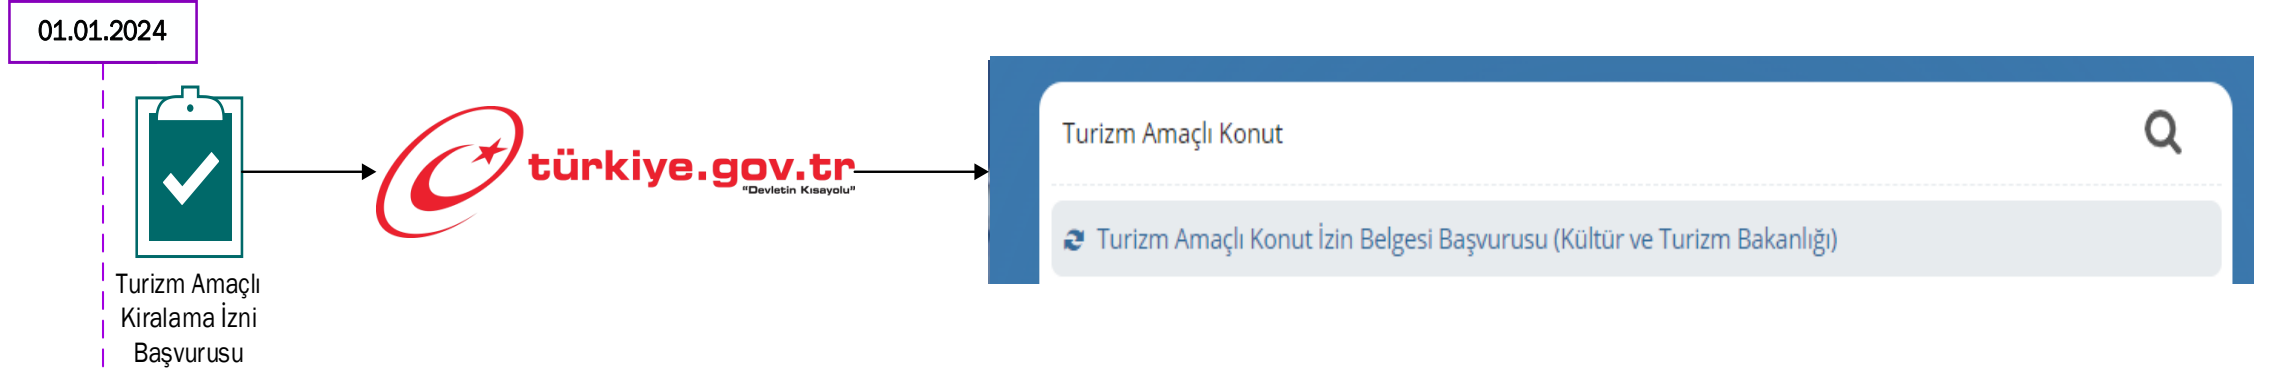 01.01.2024
Turizm Amaçlı
Kiralama İzni
Başvurusu
türkiye.gov.tr
"Devletin Kısayolu"
Turizm Amaçlı Konut
Turizm Amaçlı Konut İzin Belgesi Başvurusu (Kültür ve Turizm Bakanlığı)